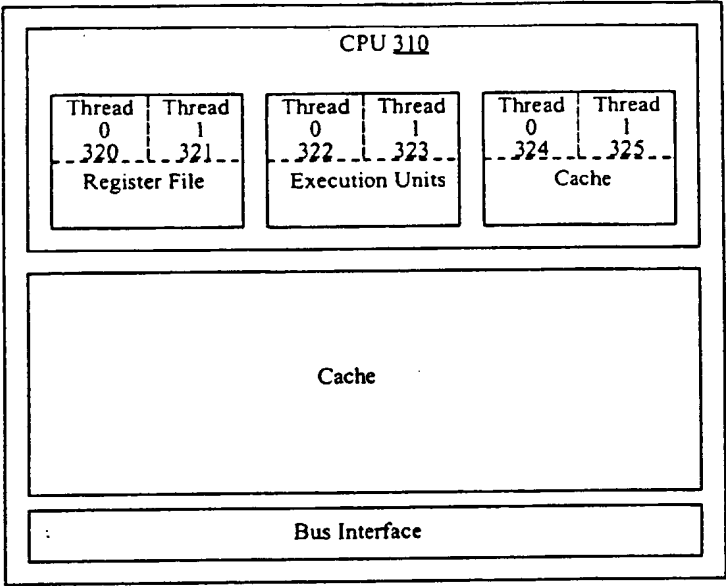 CPU 310
Thread Thread Thread Thread Thread Thread
0 1 0 1 0 1
320 321 322 323 324 325
Register File Execution Units Cache
Cache
Bus Interface